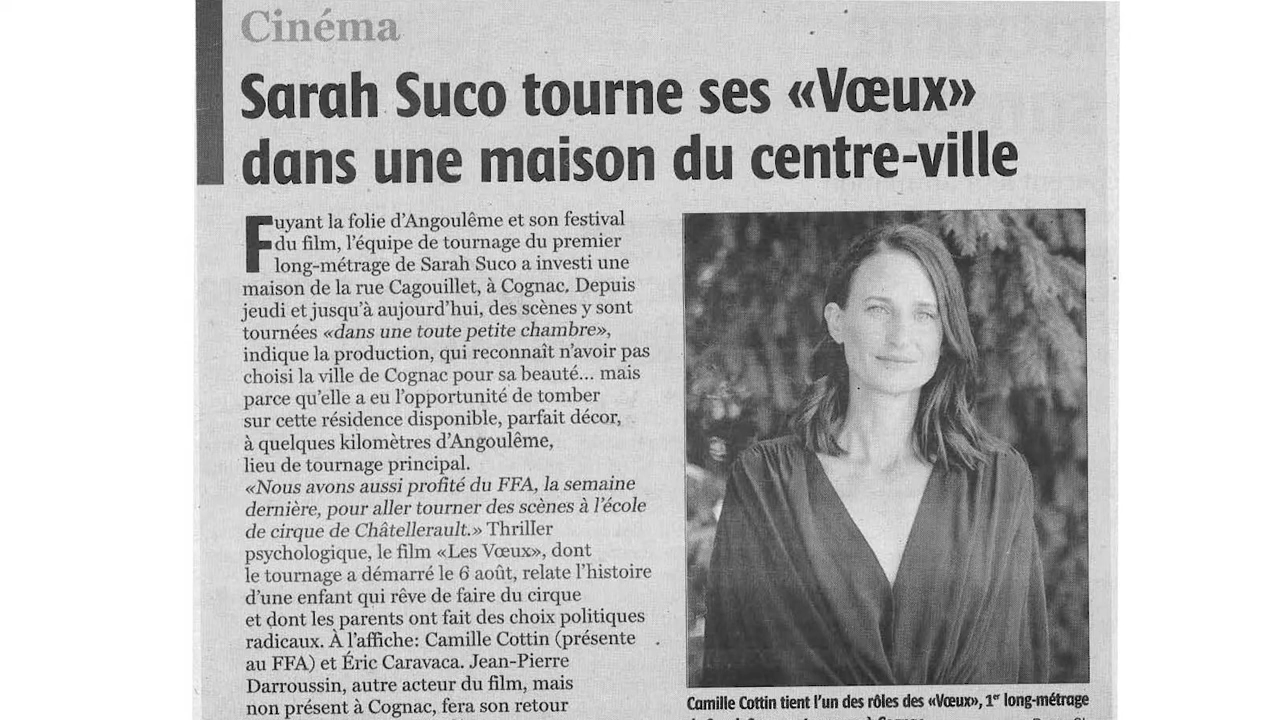 Cinéma
Sarah Suco tourne ses «Vœux»
dans une maison du centre-ville
Fuyant la folie d’Angoulême et son festival
du film, l’équipe de tournage du premier
long-métrage de Sarah Suco a investi une
maison de la rue Cagouillet, à Cognac. Depuis
jeudi et jusqu’à aujourd’hui, des scènes y sont
tournées «dans une toute petite chambre»,
indique la production, qui reconnaît n’avoir pas
choisi la ville de Cognac pour sa beauté... mais
parce qu’elle a eu l’opportunité de tomber
sur cette résidence disponible, parfait décor,
à quelques kilomètres d’Angoulême,
lieu de tournage principal.
«Nous avons aussi profité du FFA, la semaine
dernière, pour aller tourner des scènes à l’école
de cirque de Châtellerault.» Thriller
psychologique, le film «Les Vœux», dont
le tournage a démarré le 6 août, relate l’histoire
d’une enfant qui rêve de faire du cirque
et dont les parents ont fait des choix politiques
radicaux. À l’affiche: Camille Cottin (présente
au FFA) et Éric Caravaca. Jean-Pierre
Darroussin, autre acteur du film, mais
non présent à Cognac, fera son retour
Camille Cottin tient l’un des rôles des «Vœux», 1er long-métrage